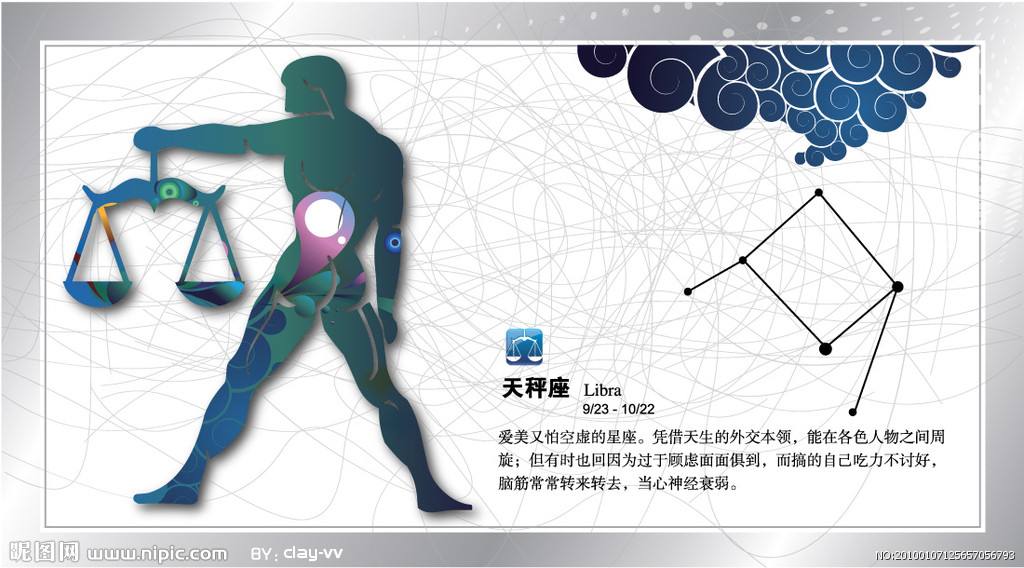 天秤座 Libra
9/23 - 10/22
爱美又怕空虚的星座。凭借天生的外交本领，能在各色人物之间周
旋；但有时也回因为过于顾虑面面俱到，而搞的自己吃力不讨好，
脑筋常常转来转去，当心神经衰弱。
昵图网 www.nipic.com BY: clay-vv
NO:20100107125657056793